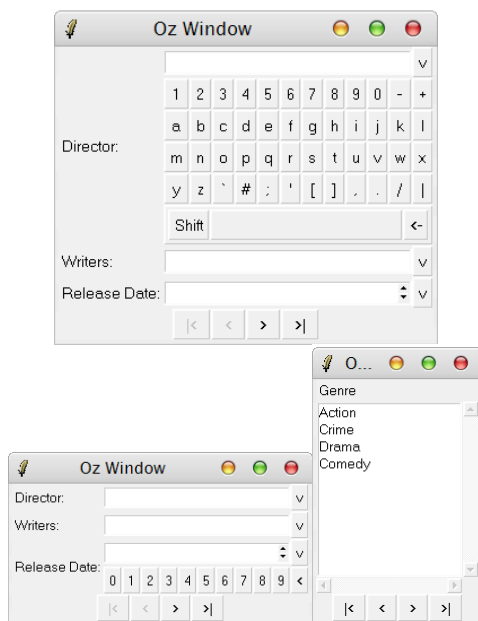 Oz Window
v
1 2 3 4 5 6 7 8 9 0 - +
a b c d e f g h i j k l
Director:
m n o p q r s t u v w x
y z ` # ; ' [ ] , . / |
Shift <-
Writers: v
Release Date: v
|< < > >|
O...
Genre
Action
Crime
Drama
Comedy
|< < > >|
Oz Window
Director: v
Writers: v
v
Release Date:
0 1 2 3 4 5 6 7 8 9 <
|< < > >|